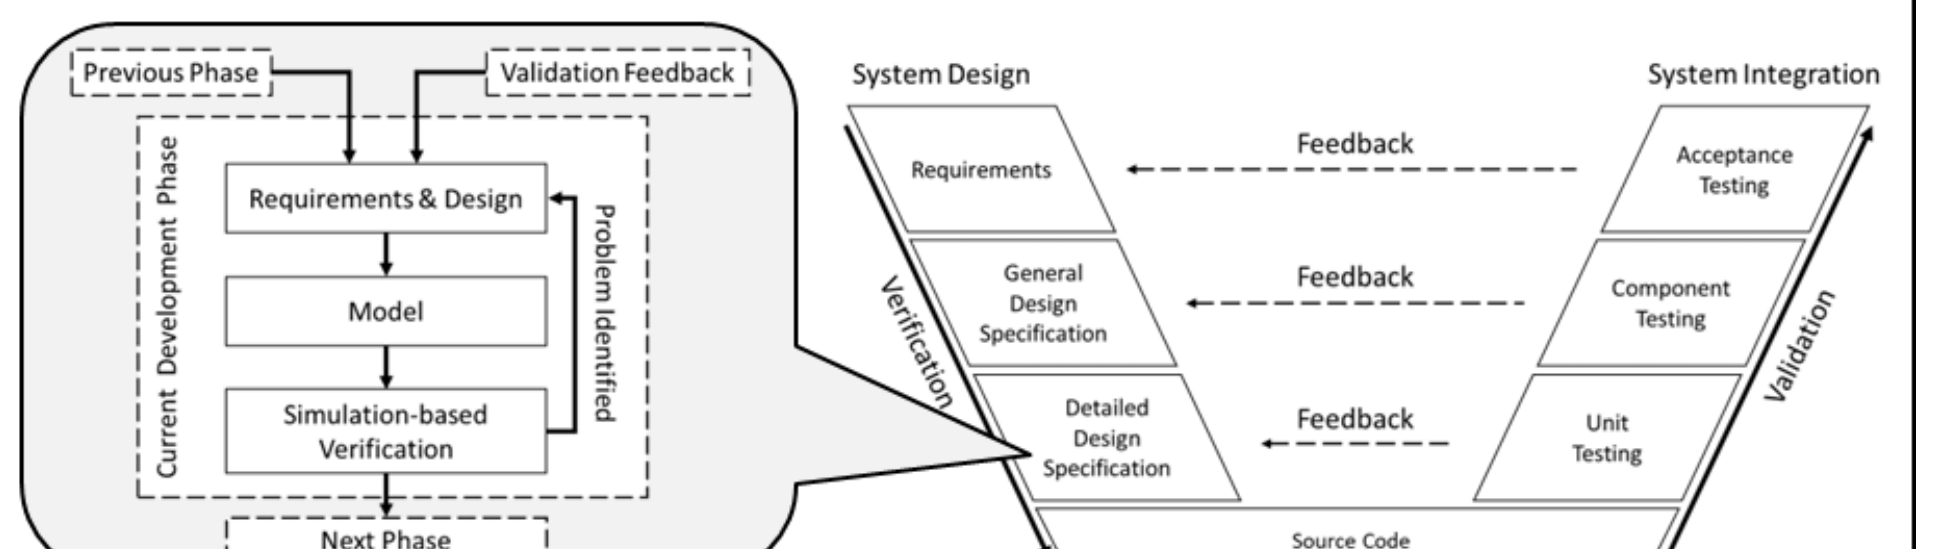 Previous Phase
Validation Feedback
Current Development Phase
Requirements & Design
Model
Simulation-based
Verification
Problem Identified
Next Phase
System Design
System Integration
Requirements
Feedback
Acceptance
Testing
General
Design
Specification
Feedback
Component
Testing
Verification
Validation
Detailed
Design
Specification
Feedback
Unit
Testing
Source Code